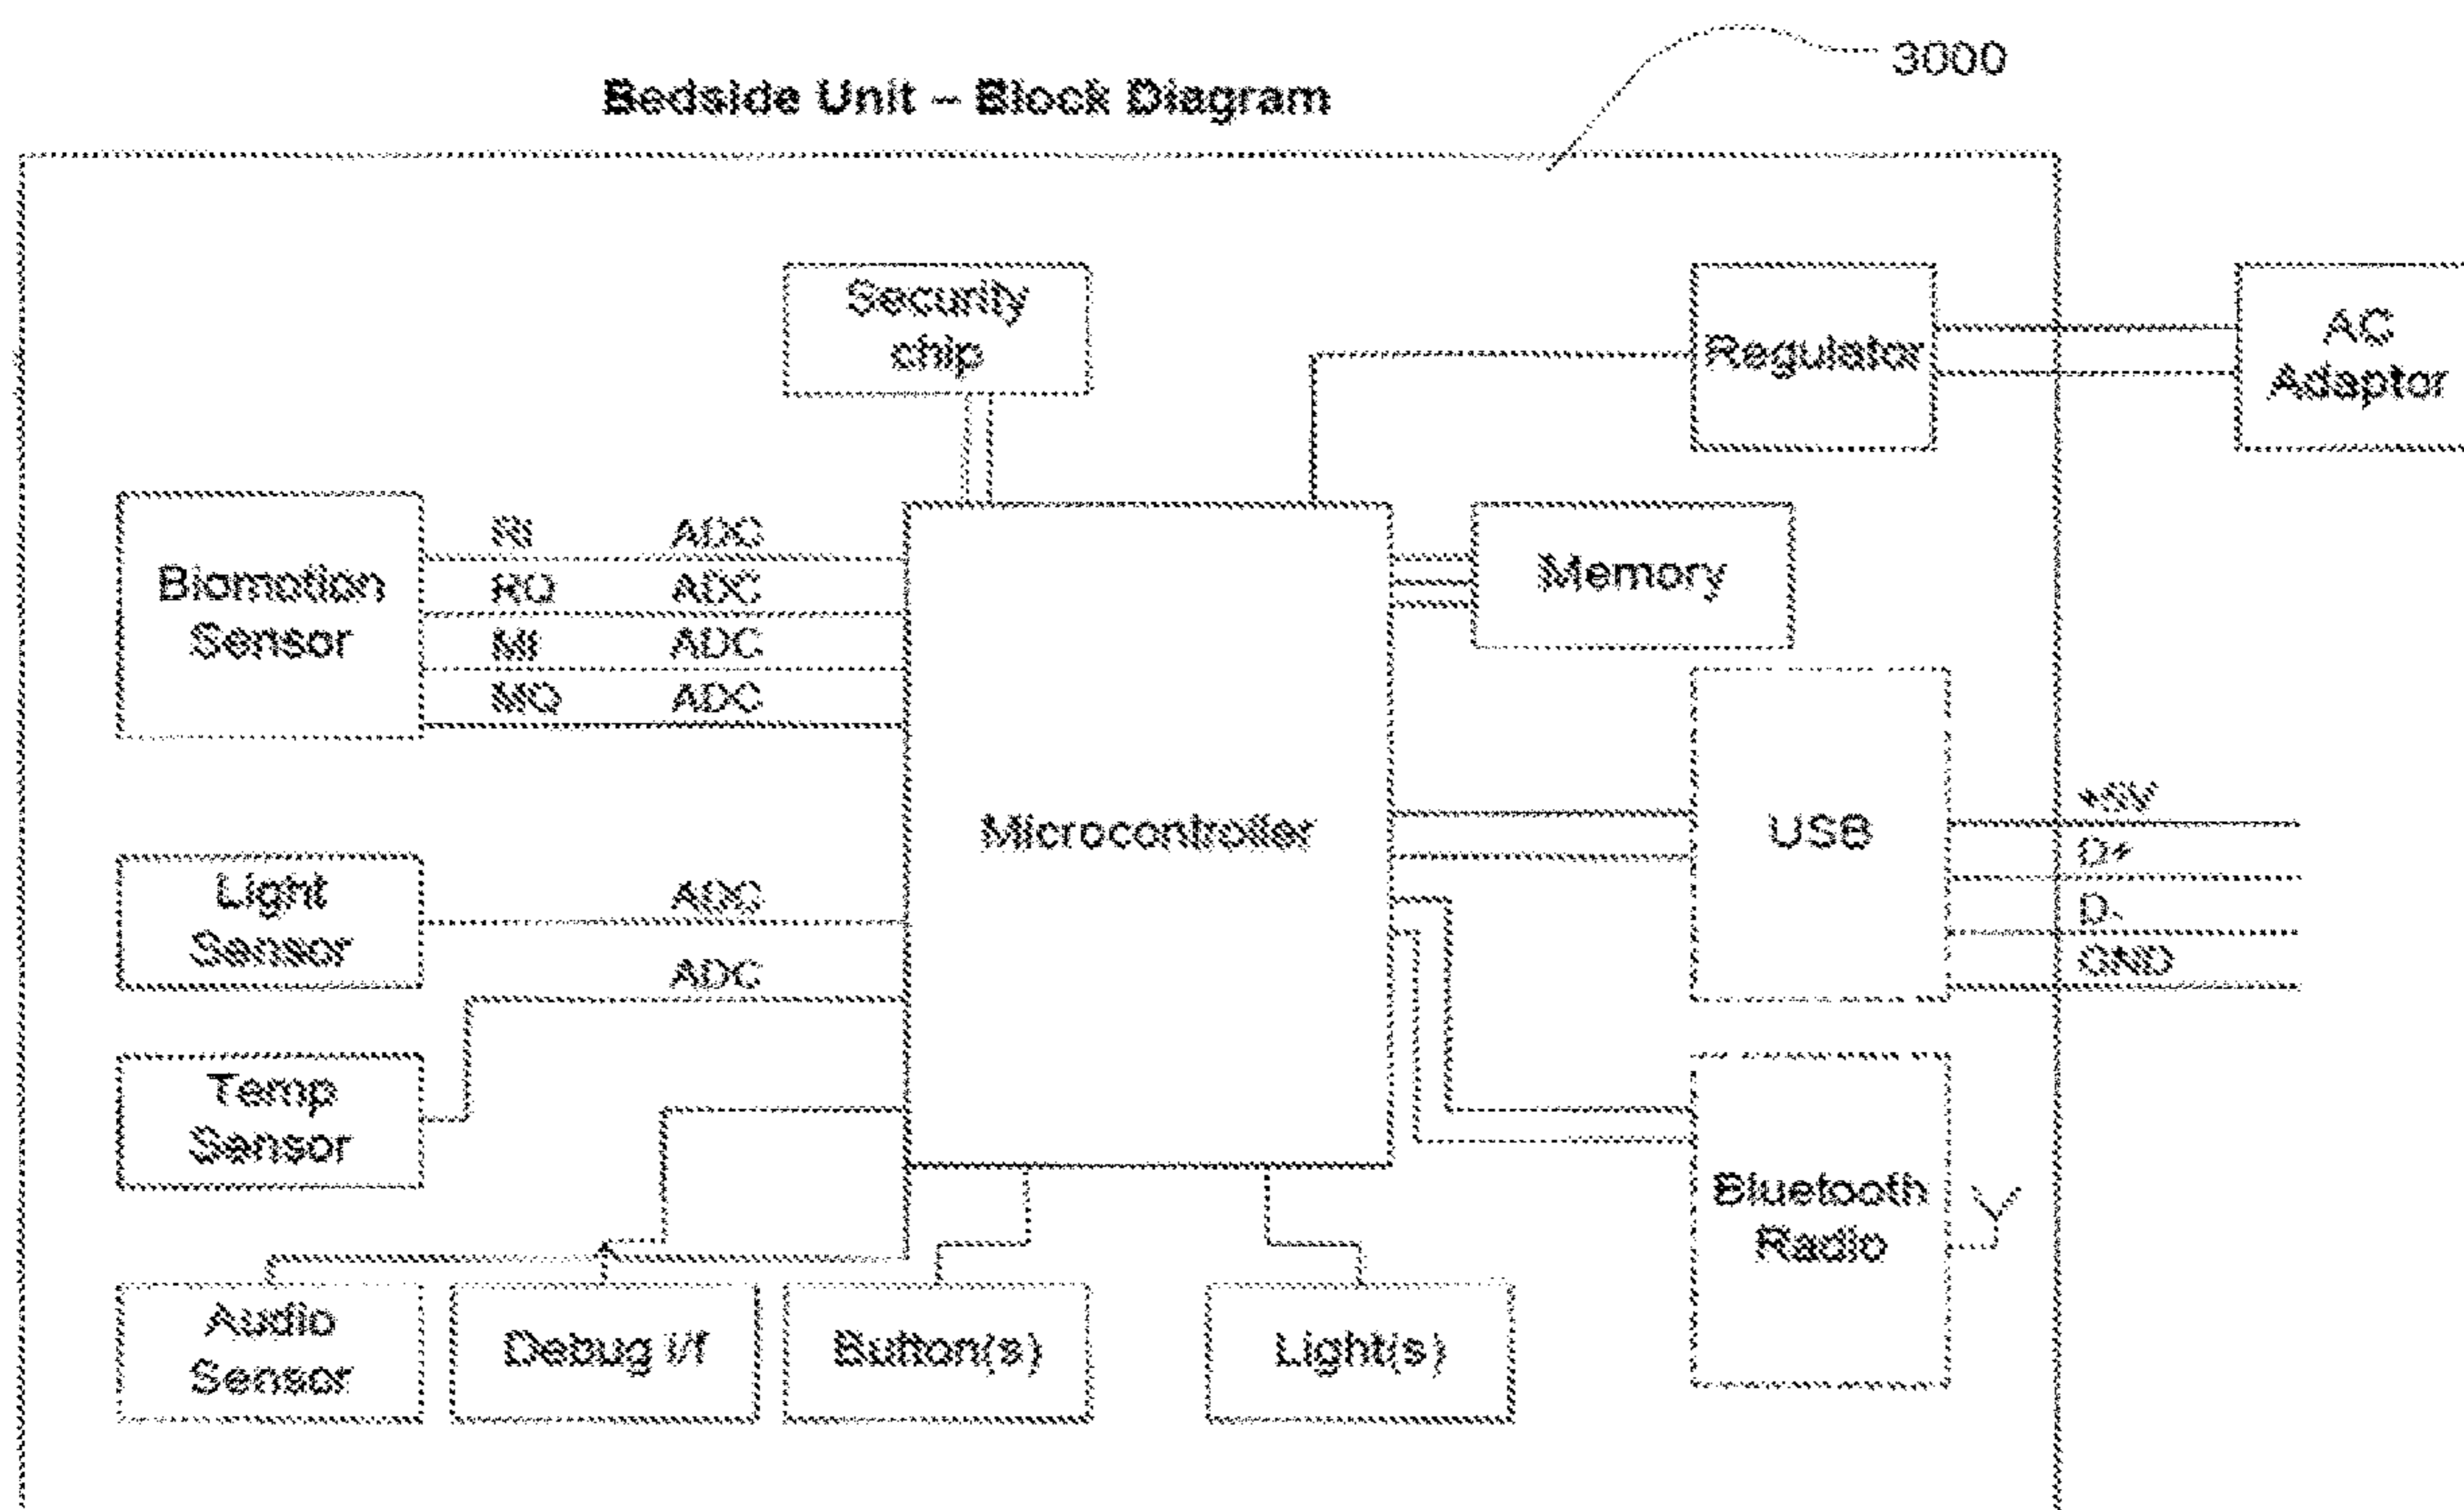 3000
Bedside Unit – Block Diagram
Security
chip
Regulator
AC
Adaptor
Biomotion
Sensor
RI ADC
RQ ADC
MI ADC
MQ ADC
Memory
Microcontroller
USB
+5V
D+
D-
GND
Light
Sensor
ADC
ADC
Temp
Sensor
Bluetooth
Radio
Audio
Sensor
Debug i/f
Button(s)
Light(s)